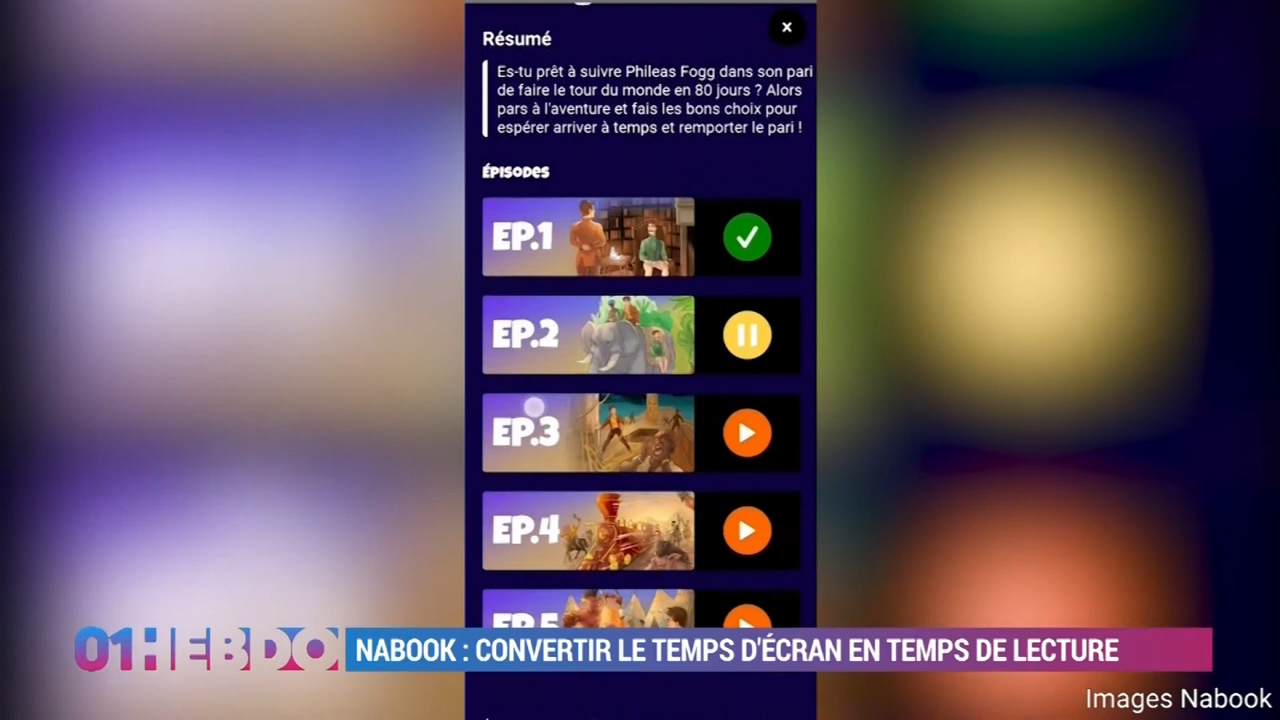 Résumé
Es-tu prêt à suivre Phileas Fogg dans son pari
de faire le tour du monde en 80 jours ? Alors
pars à l'aventure et fais les bons choix pour
espérer arriver à temps et remporter le pari !
ÉPISODES
EP.1
EP.2
EP.3
EP.4
EP.5
01HEBDO
NABOOK : CONVERTIR LE TEMPS D'ÉCRAN EN TEMPS DE LECTURE
Images Nabook